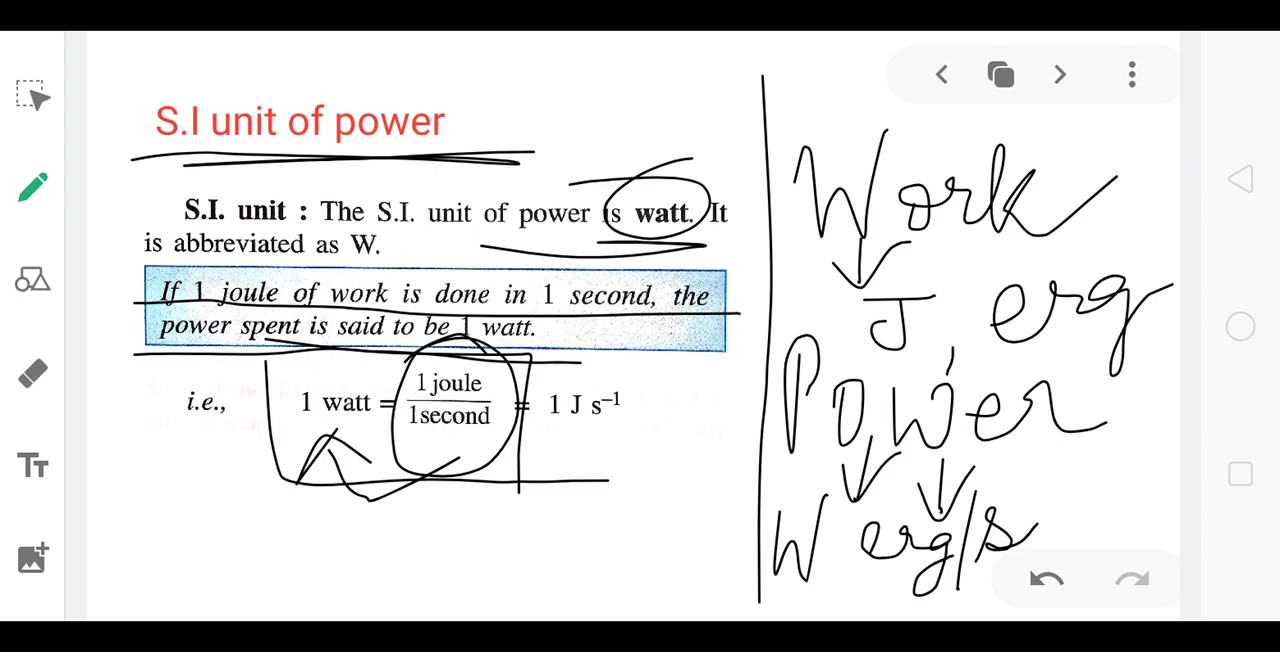 S.I unit of power
S.I. unit : The S.I. unit of power is watt. It
is abbreviated as W.
If 1 joule of work is done in 1 second, the
power spent is said to be 1 watt.
i.e., 1 watt = 1 joule / 1second = 1 J s⁻¹
Work
J erg
Power
W erg/s
TT